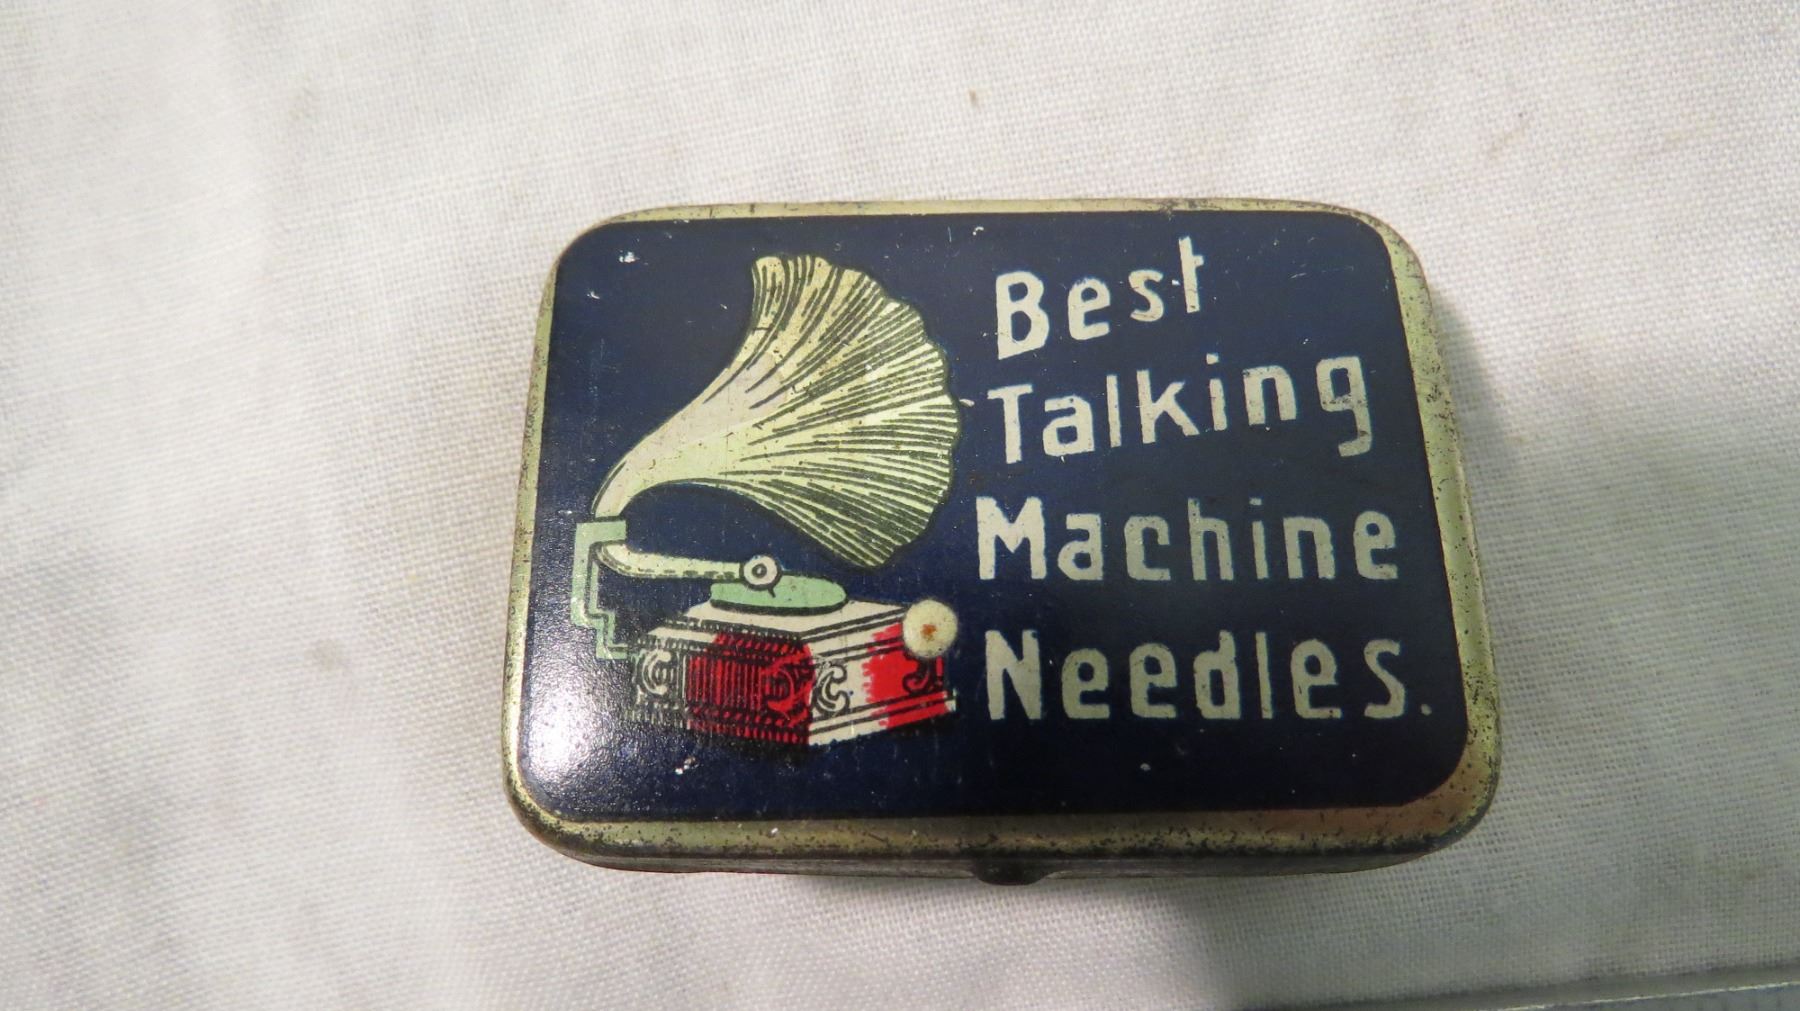 Best
Talking
Machine
Needles.